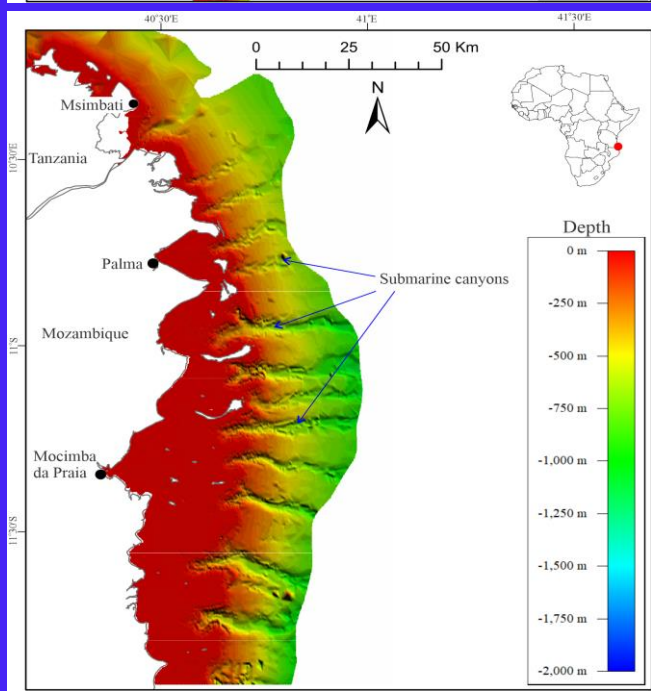 40°30'E 41°E 41°30'E
0 25 50 Km
N
Msimbati
Tanzania
10°30'E
Palma
Submarine canyons
Mozambique
11°S
Mocimba
da Praia
11°30'S
Depth
0 m
-250 m
-500 m
-750 m
-1,000 m
-1,250 m
-1,500 m
-1,750 m
-2,000 m